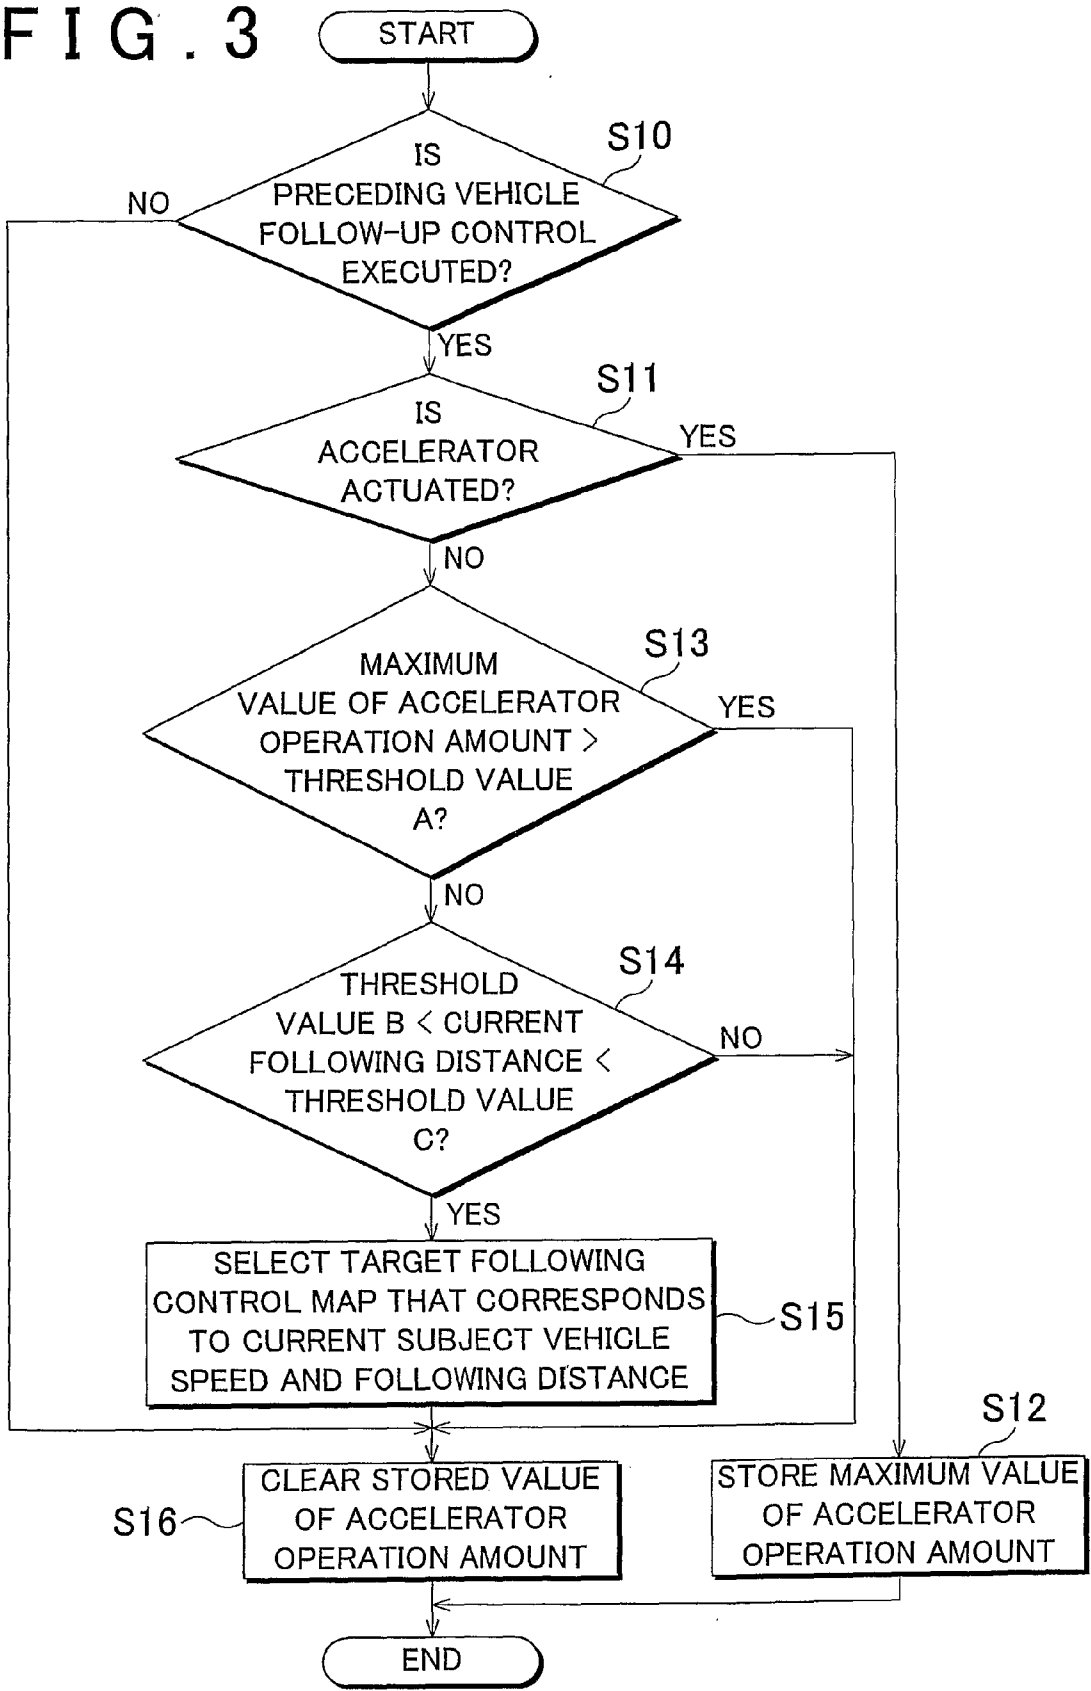 FIG.3
START
S10
IS
PRECEDING VEHICLE
FOLLOW-UP CONTROL
EXECUTED?
NO
YES
S11
IS
ACCELERATOR
ACTUATED?
YES
NO
S13
MAXIMUM
VALUE OF ACCELERATOR
OPERATION AMOUNT >
THRESHOLD VALUE
A?
YES
NO
S14
THRESHOLD
VALUE B < CURRENT
FOLLOWING DISTANCE <
THRESHOLD VALUE
C?
NO
YES
SELECT TARGET FOLLOWING
CONTROL MAP THAT CORRESPONDS
TO CURRENT SUBJECT VEHICLE
SPEED AND FOLLOWING DISTANCE
S15
S12
STORE MAXIMUM VALUE
OF ACCELERATOR
OPERATION AMOUNT
S16
CLEAR STORED VALUE
OF ACCELERATOR
OPERATION AMOUNT
END